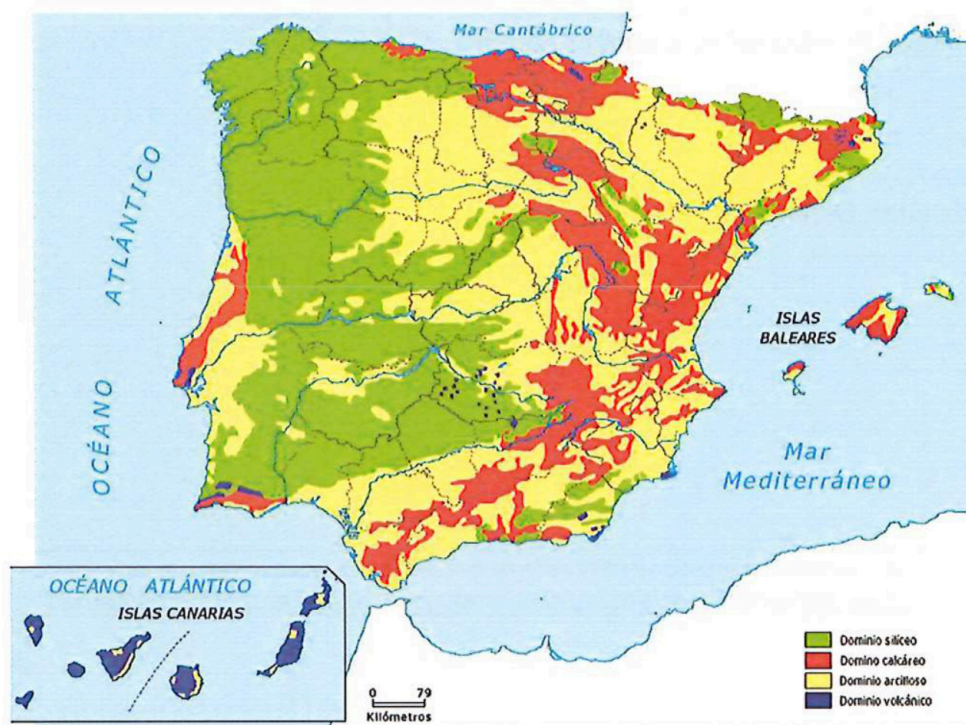 Mar Cantábrico
OCÉANO ATLÁNTICO
ISLAS
BALEARES
Mar
Mediterráneo
OCÉANO ATLÁNTICO
ISLAS CANARIAS
0 79
Kilómetros
Dominio silíceo
Domino calcáreo
Dominio arcilloso
Dominio volcánico